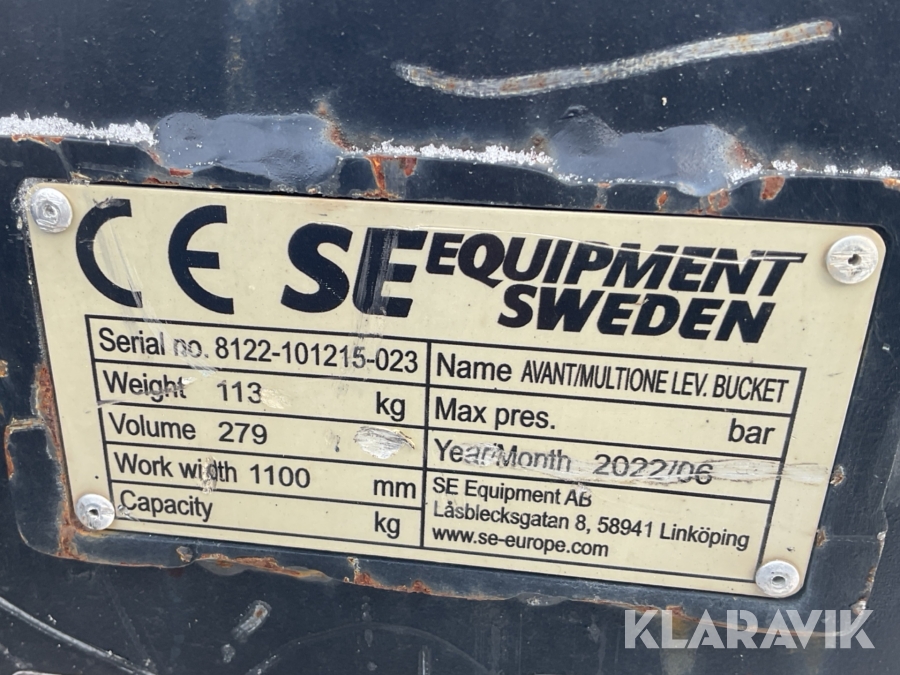 CE SE EQUIPMENT SWEDEN
Serial no. 8122-101215-023
Weight 113 kg
Volume 279
Work width 1100 mm
Capacity kg
Name AVANT/MULTIONE LEV. BUCKET
Max pres. bar
Year/Month 2022/06
SE Equipment AB
Låsblecksgatan 8, 58941 Linköping
www.se-europe.com
KLARAVIK